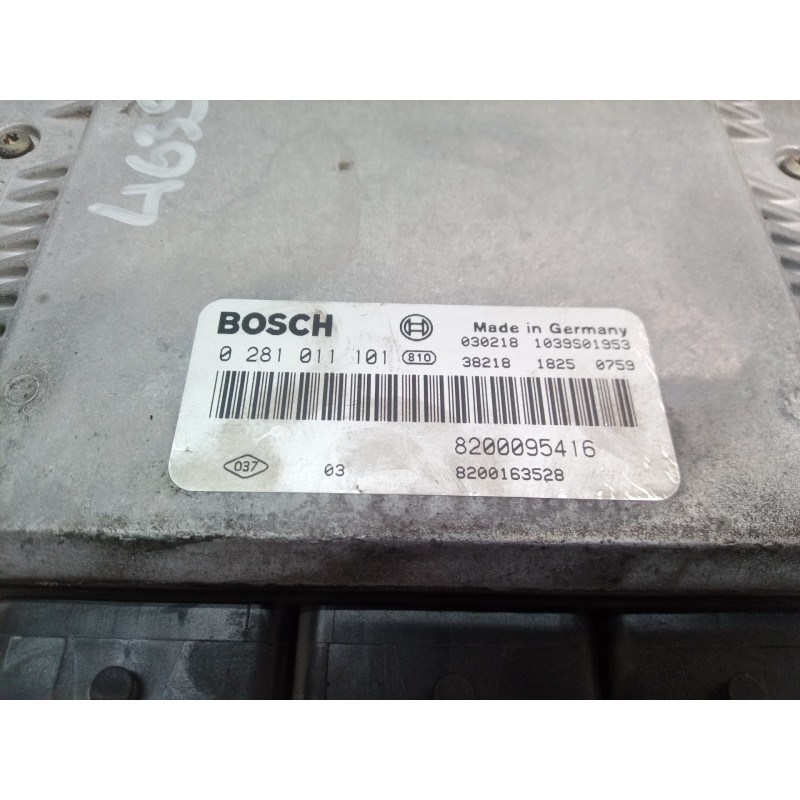 BOSCH
Made in Germany
030218 1039S01953
0 281 011 101 810
38218 1825 0759
8200095416
037 03
8200163528